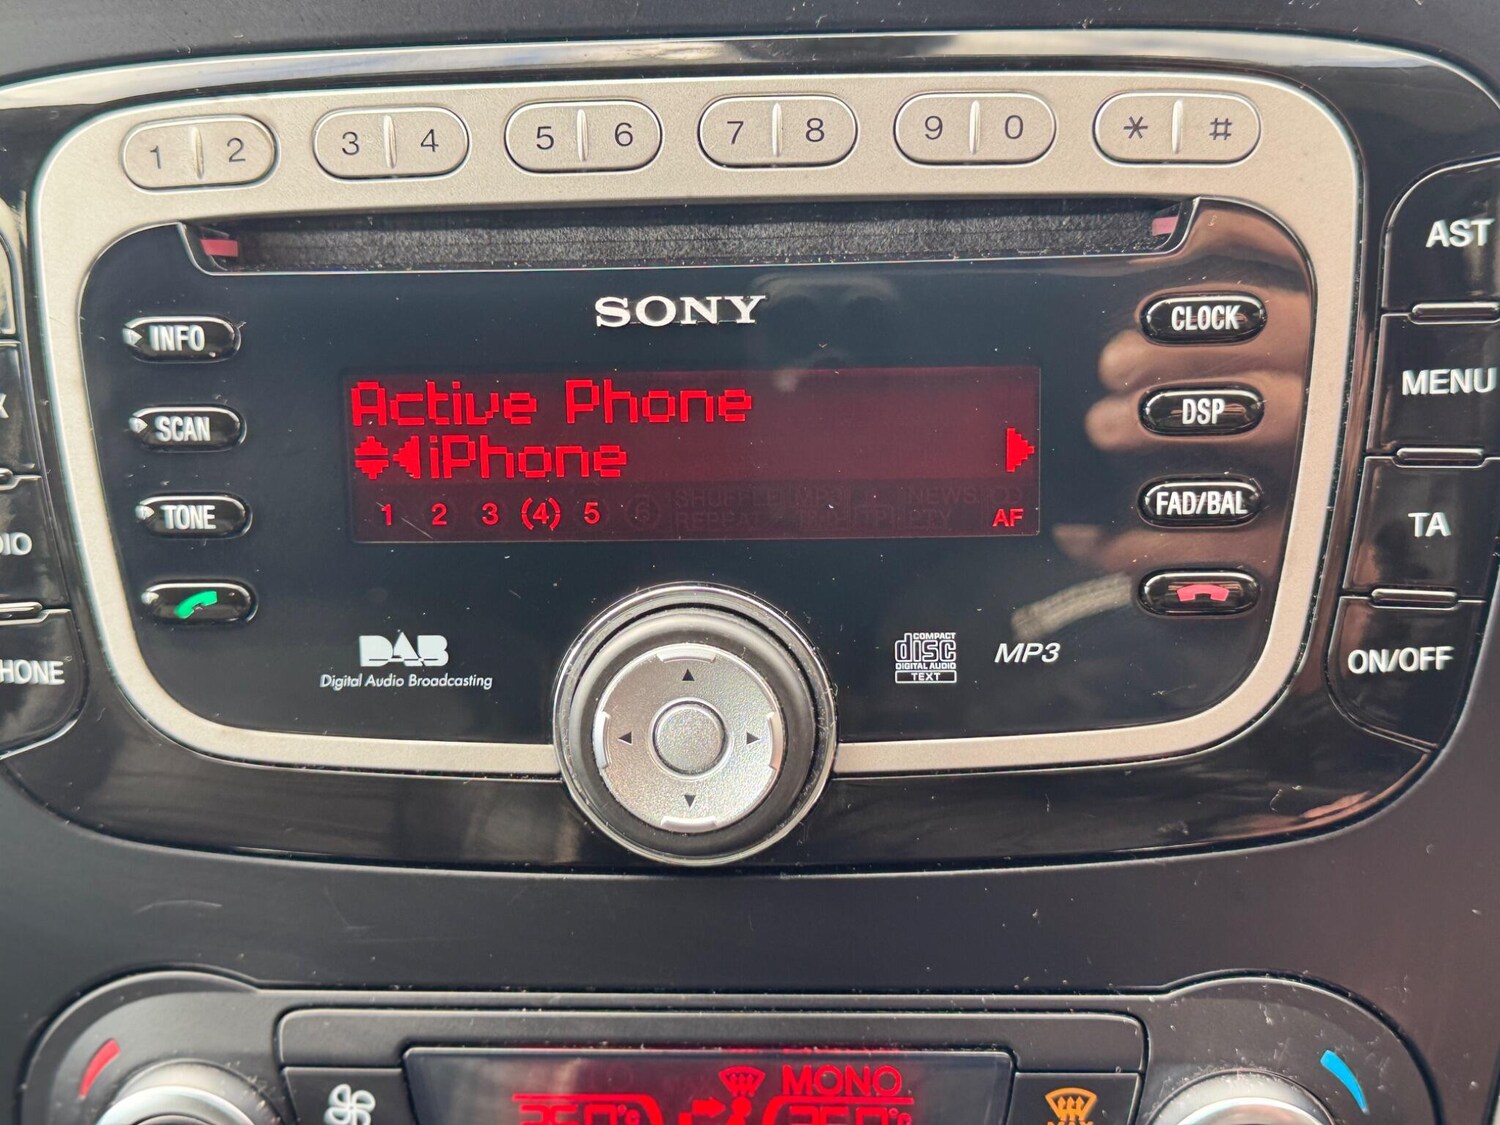 1 2 3 4 5 6 7 8 9 0 * #
SONY
INFO
CLOCK
AST
SCAN
DSP
MENU
TONE
FAD/BAL
TA
Active Phone
iPhone
1 2 3 (4) 5
AF
DAB
Digital Audio Broadcasting
COMPACT
disc
DIGITAL AUDIO
TEXT
MP3
ON/OFF
MONO
MAX